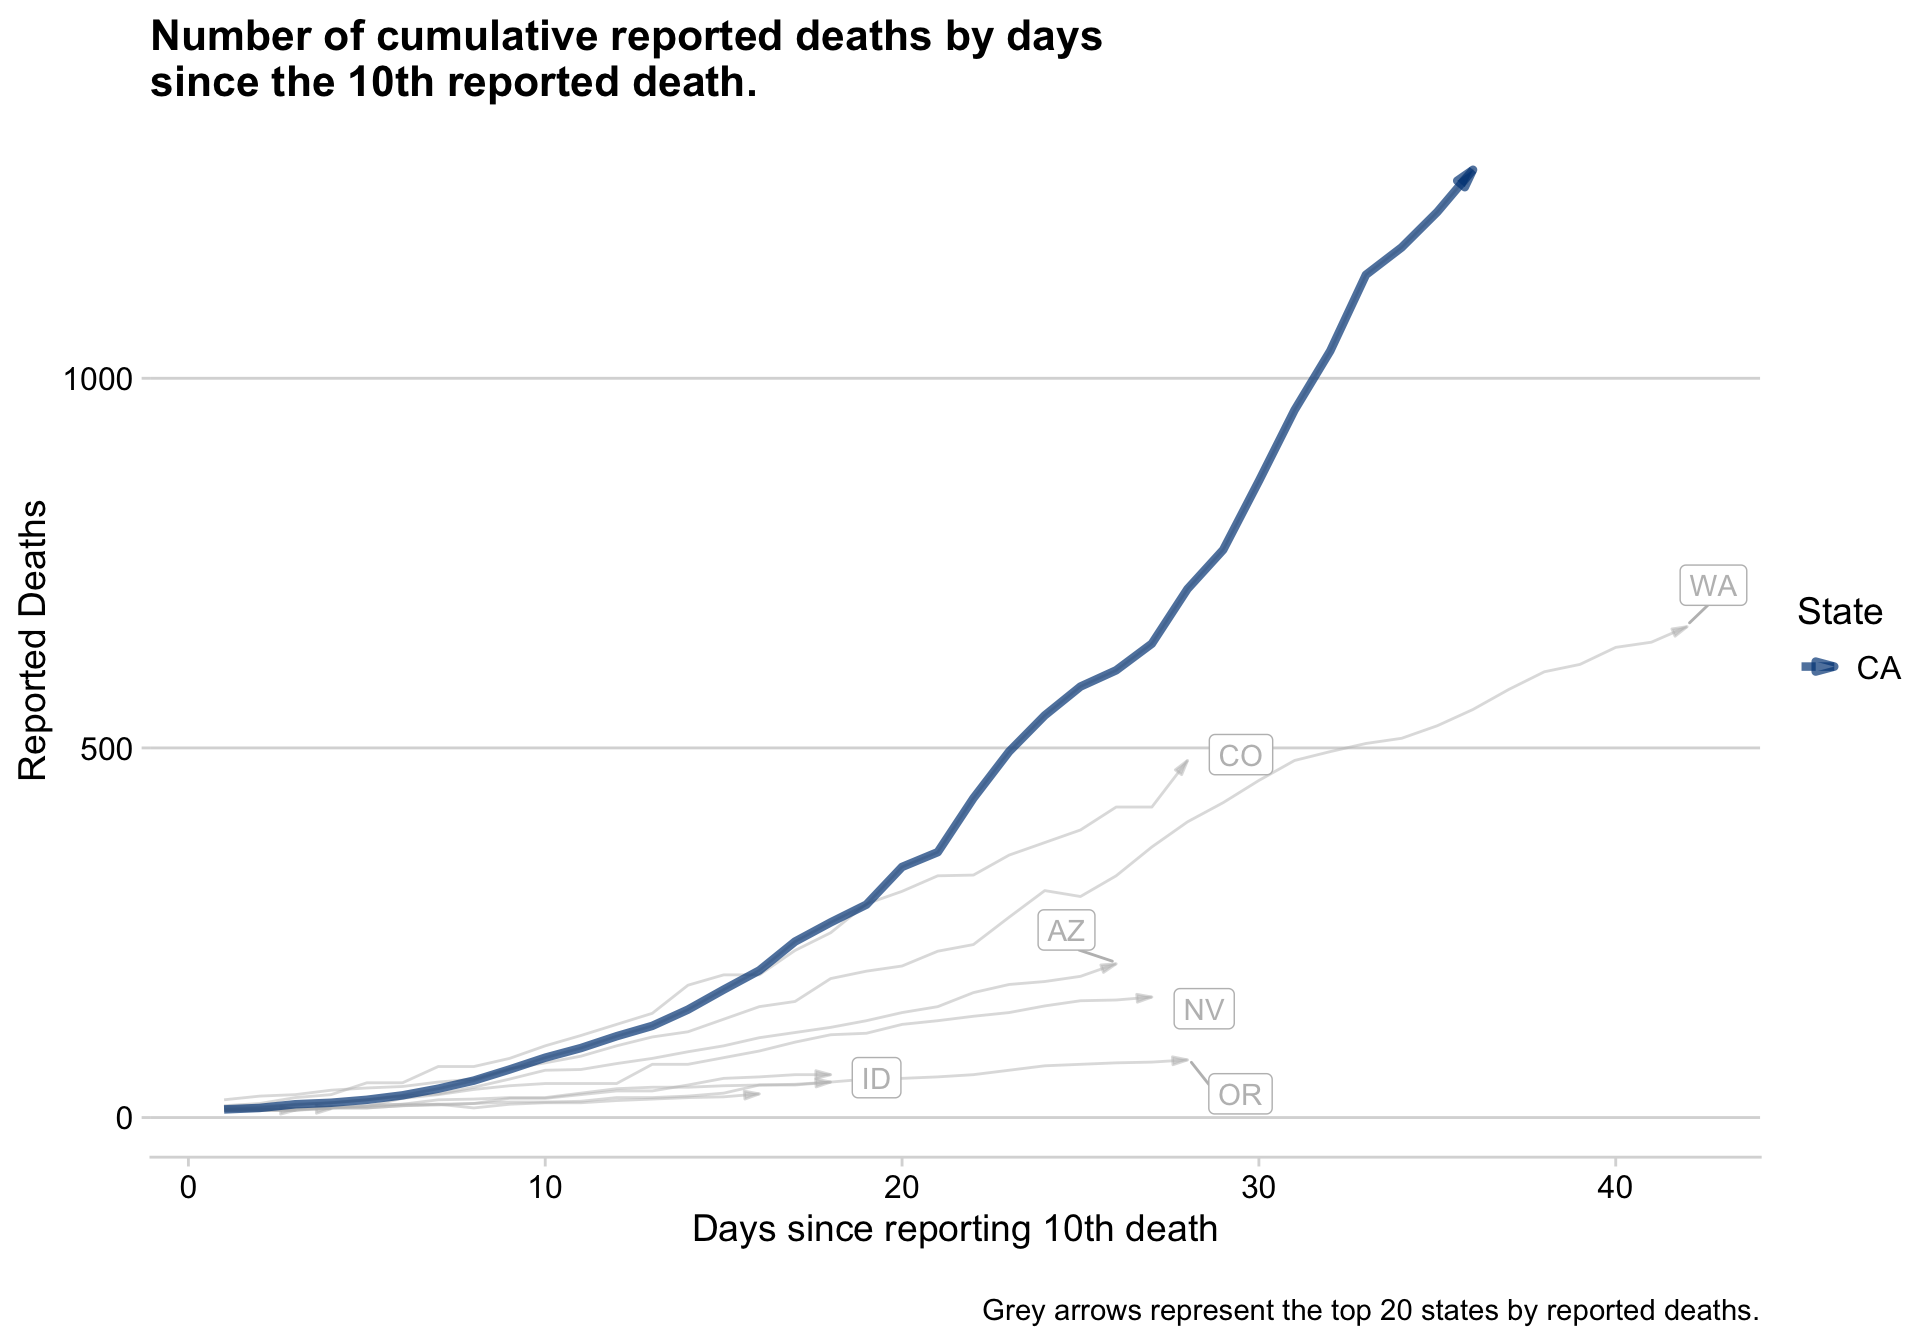 Number of cumulative reported deaths by days
since the 10th reported death.
Reported Deaths
1000
500
0
WA
CO
AZ
NV
ID
OR
State
CA
0 10 20 30 40
Days since reporting 10th death
Grey arrows represent the top 20 states by reported deaths.